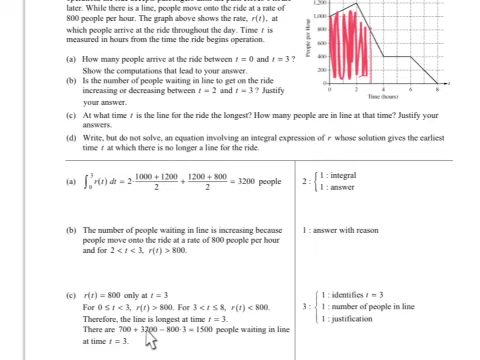 later. While there is a line, people move onto the ride at a rate of
800 people per hour. The graph above shows the rate, r(t), at
which people arrive at the ride throughout the day. Time t is
measured in hours from the time the ride begins operation.
1,200
1,000
800
600
400
200
0
People per Hour
0
2
4
6
8
t
Time (hours)
(a) How many people arrive at the ride between t = 0 and t = 3?
Show the computations that lead to your answer.
(b) Is the number of people waiting in line to get on the ride
increasing or decreasing between t = 2 and t = 3? Justify
your answer.
(c) At what time t is the line for the ride the longest? How many people are in line at that time? Justify your
answers.
(d) Write, but do not solve, an equation involving an integral expression of r whose solution gives the earliest
time t at which there is no longer a line for the ride.
(a) ∫₀³ r(t) dt = 2 · (1000 + 1200)/2 + (1200 + 800)/2 = 3200 people
2 : { 1 : integral
1 : answer
(b) The number of people waiting in line is increasing because
people move onto the ride at a rate of 800 people per hour
and for 2 < t < 3, r(t) > 800.
1 : answer with reason
(c) r(t) = 800 only at t = 3
For 0 ≤ t < 3, r(t) > 800. For 3 < t ≤ 8, r(t) < 800.
Therefore, the line is longest at time t = 3.
There are 700 + 3200 − 800·3 = 1500 people waiting in line
at time t = 3.
3 : { 1 : identifies t = 3
1 : number of people in line
1 : justification